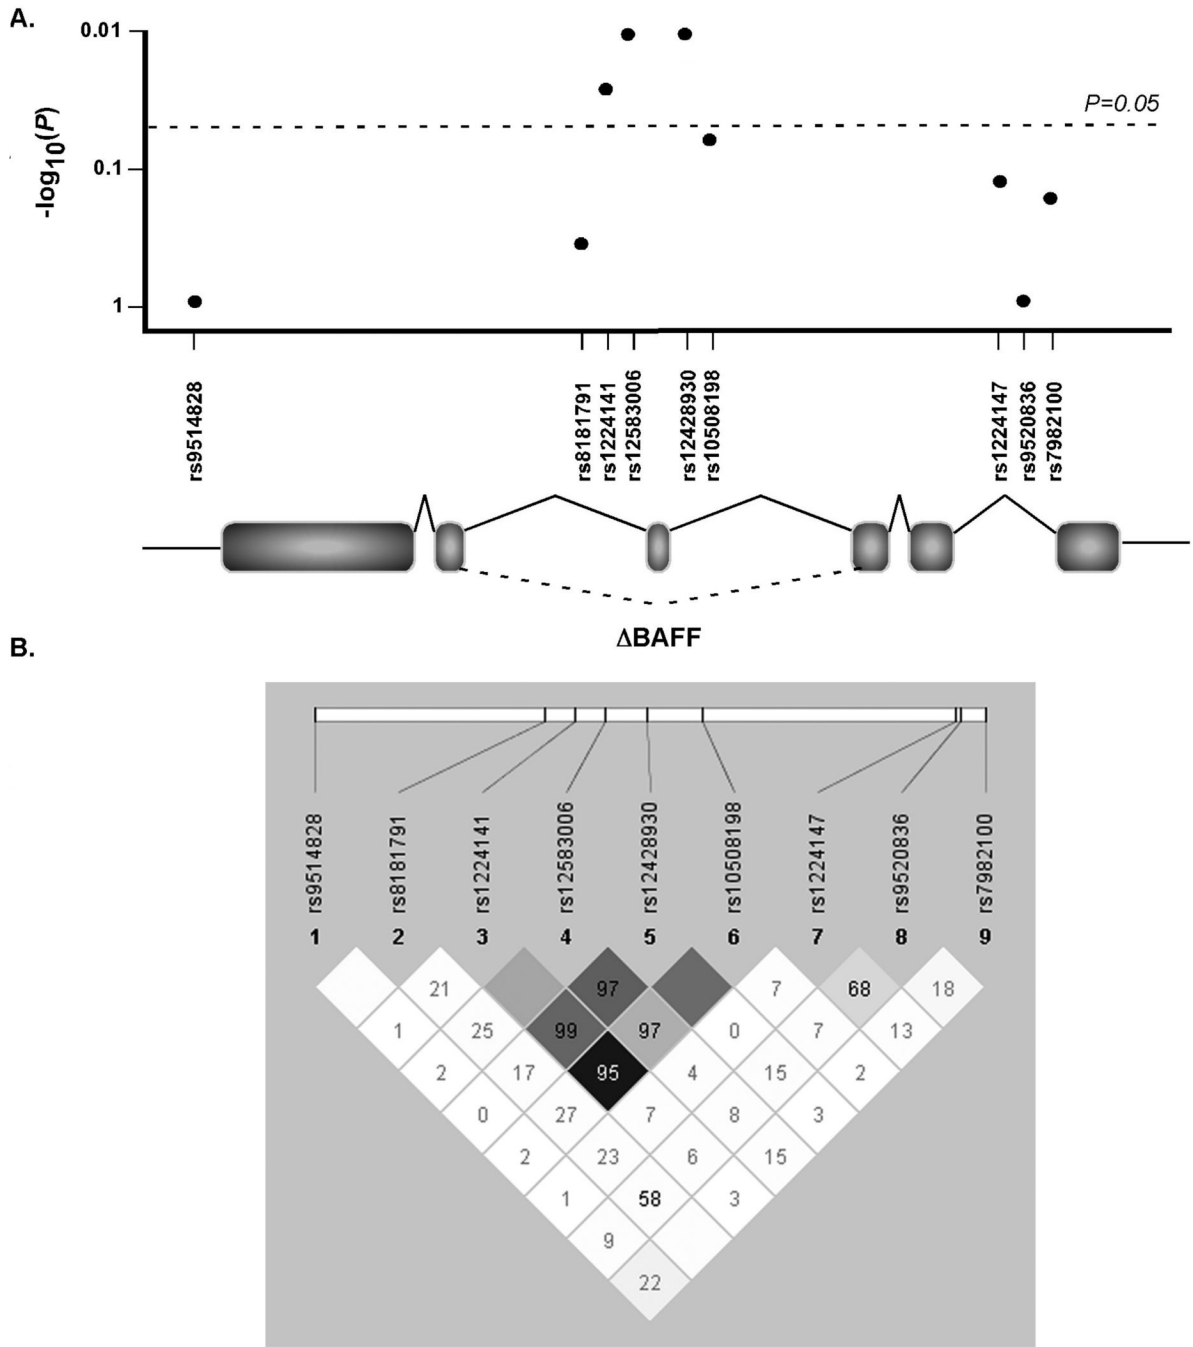 A.
0.01
P=0.05
-log10(P)
0.1
1
rs9514828
rs8181791
rs1224141
rs12583006
rs12428930
rs10508198
rs1224147
rs9520836
rs7982100
ΔBAFF
B.
rs9514828
rs8181791
rs1224141
rs12583006
rs12428930
rs10508198
rs1224147
rs9520836
rs7982100
1 2 3 4 5 6 7 8 9
21 97 7 68 18
1 25 99 97 0 7 13
2 17 95 4 15 2
0 27 7 8 3
2 23 6 15
1 58 3
9
22